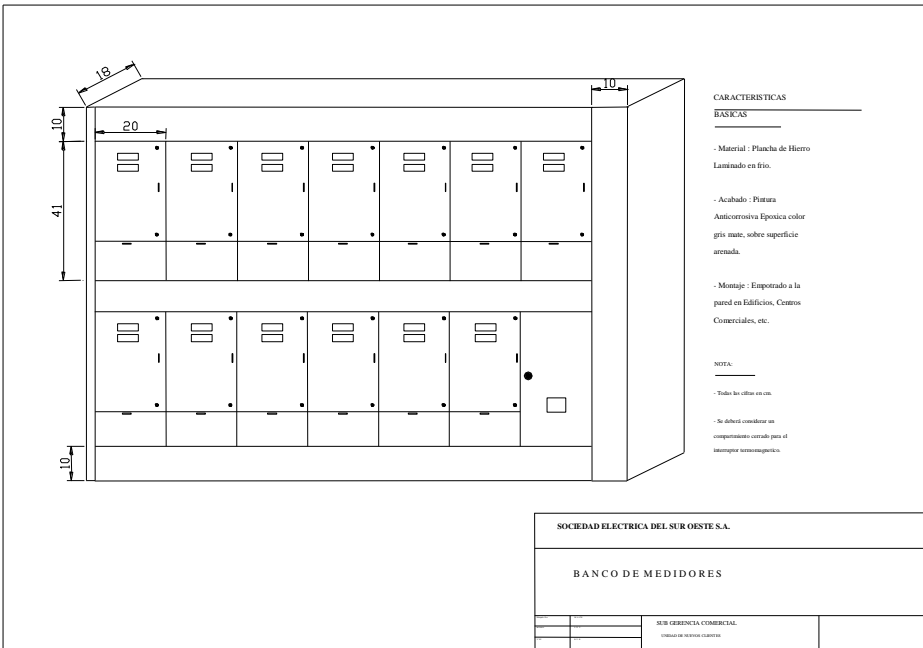 18
10
10
20
41
10
CARACTERISTICAS
BASICAS
- Material : Plancha de Hierro
Laminado en frio.
- Acabado : Pintura
Anticorrosiva Epoxica color
gris mate, sobre superficie
arenada.
- Montaje : Empotrado a la
pared en Edificios, Centros
Comerciales, etc.
NOTA:
- Todas las cifras en cm.
- Se deberá considerar un
compartimiento cerrado para el
interruptor termomagnetico.
SOCIEDAD ELECTRICA DEL SUR OESTE S.A.
BANCO DE MEDIDORES
SUB GERENCIA COMERCIAL
UNIDAD DE NUEVOS CLIENTES